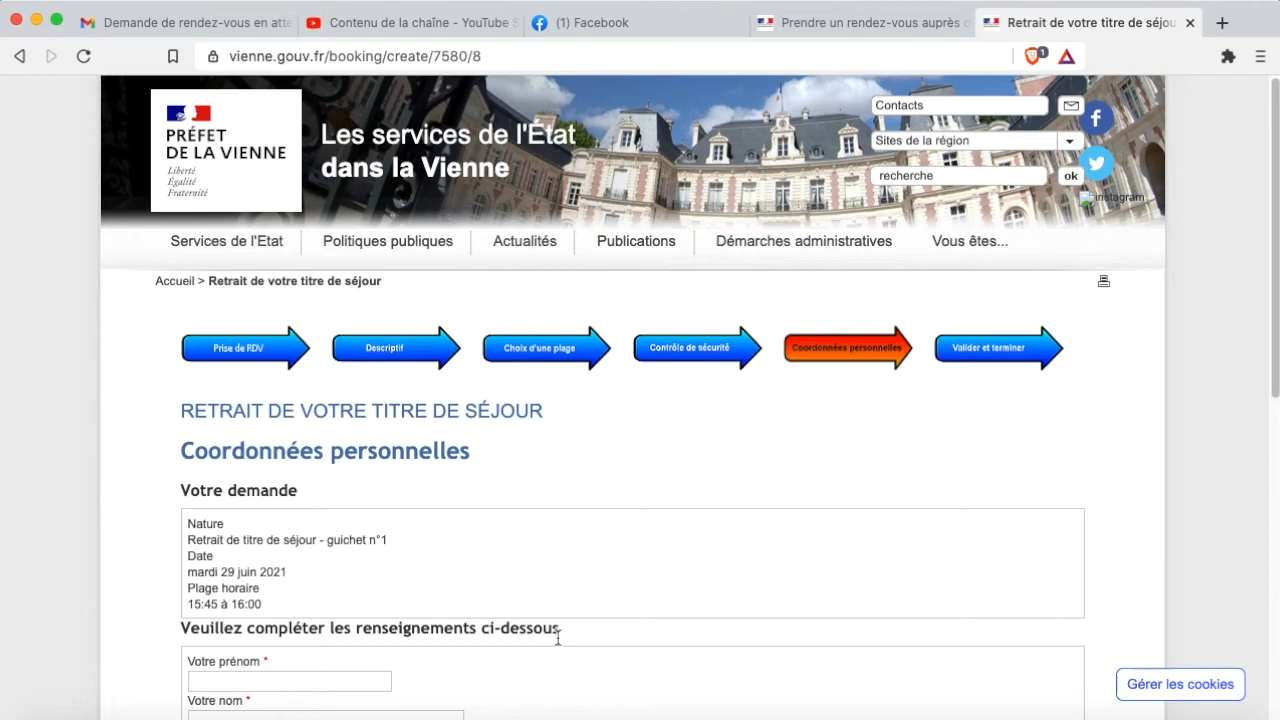 Demande de rendez-vous en atte
Contenu de la chaîne - YouTube S
(1) Facebook
Prendre un rendez-vous auprès d
Retrait de votre titre de séjou
vienne.gouv.fr/booking/create/7580/8
1
PRÉFET
DE LA VIENNE
Liberté
Égalité
Fraternité
Les services de l'État
dans la Vienne
Contacts
Sites de la région
recherche
ok
instagram
Services de l'Etat
Politiques publiques
Actualités
Publications
Démarches administratives
Vous êtes...
Accueil > Retrait de votre titre de séjour
Prise de RDV
Descriptif
Choix d'une plage
Contrôle de sécurité
Coordonnées personnelles
Valider et terminer
RETRAIT DE VOTRE TITRE DE SÉJOUR
Coordonnées personnelles
Votre demande
Nature
Retrait de titre de séjour - guichet n°1
Date
mardi 29 juin 2021
Plage horaire
15:45 à 16:00
Veuillez compléter les renseignements ci-dessous
Votre prénom *
Votre nom *
Gérer les cookies